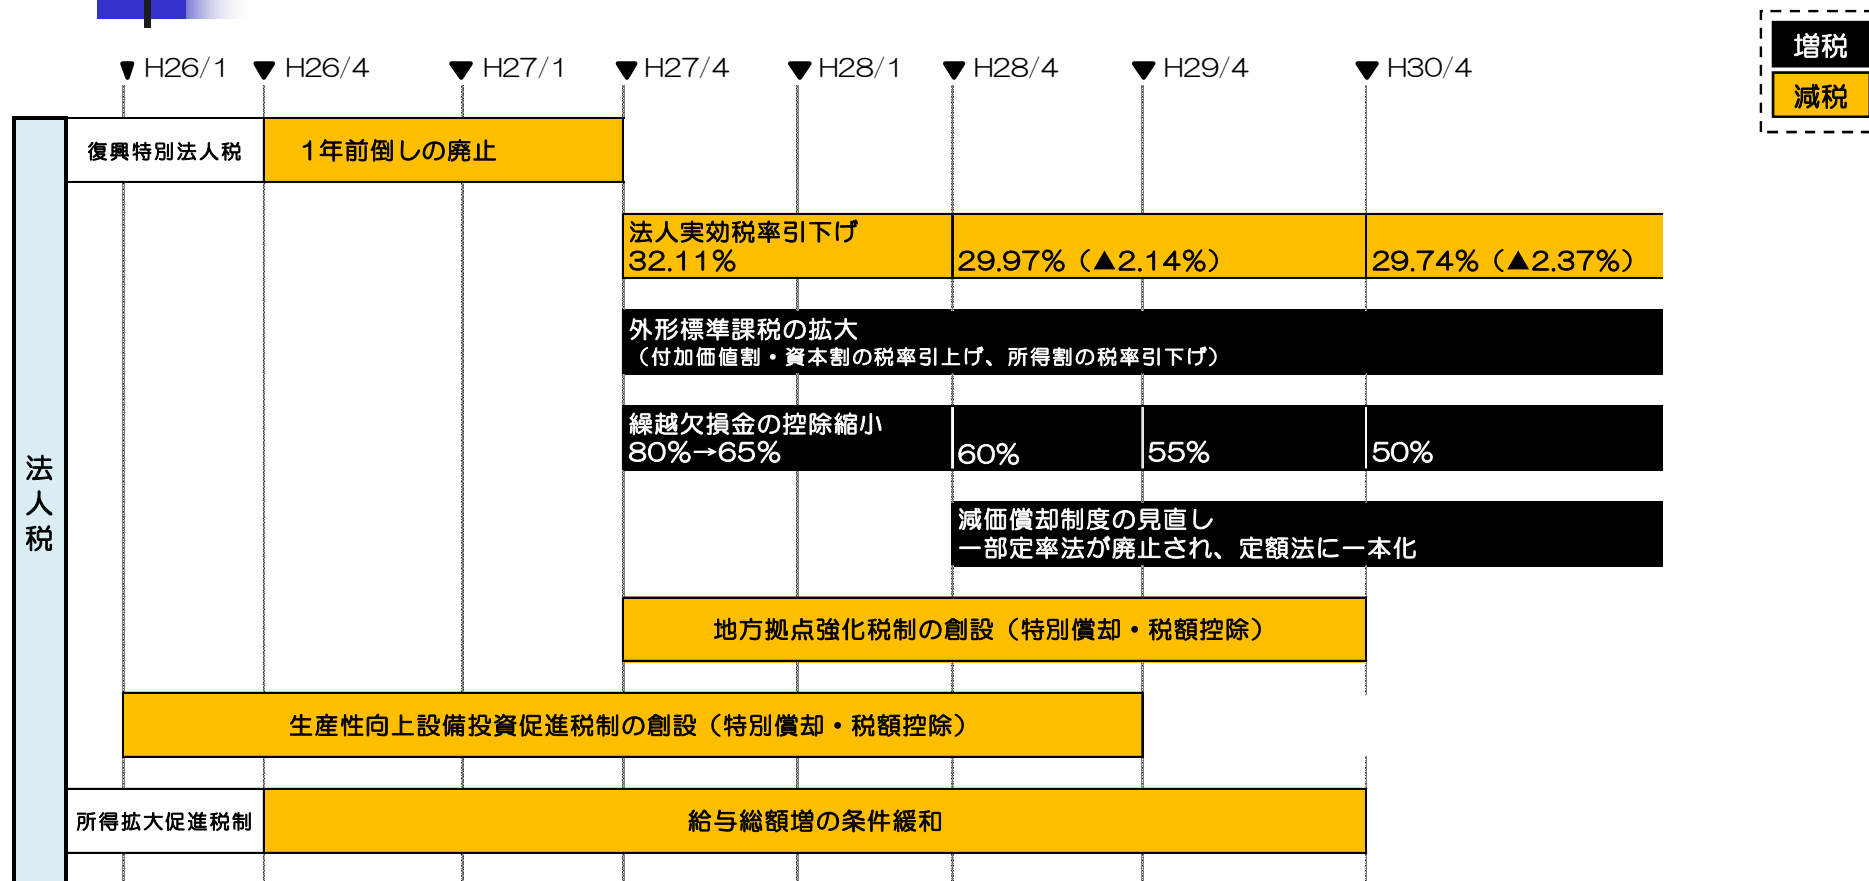 ▼H26/1 ▼H26/4 ▼H27/1 ▼H27/4 ▼H28/1 ▼H28/4 ▼H29/4 ▼H30/4
増税
減税
法人税
復興特別法人税
1年前倒しの廃止
法人実効税率引下げ
32.11%
29.97%（▲2.14%）
29.74%（▲2.37%）
外形標準課税の拡大
（付加価値割・資本割の税率引上げ、所得割の税率引下げ）
繰越欠損金の控除縮小
80%→65%
60%
55%
50%
減価償却制度の見直し
一部定率法が廃止され、定額法に一本化
地方拠点強化税制の創設（特別償却・税額控除）
生産性向上設備投資促進税制の創設（特別償却・税額控除）
所得拡大促進税制
給与総額増の条件緩和